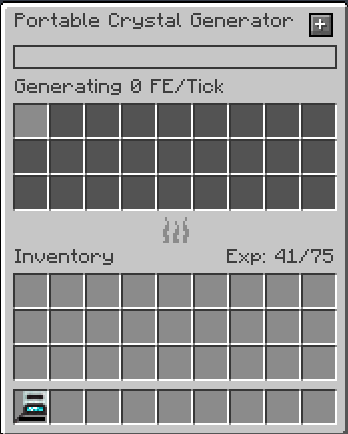 Portable Crystal Generator +
Generating 0 FE/Tick
Inventory Exp: 41/75